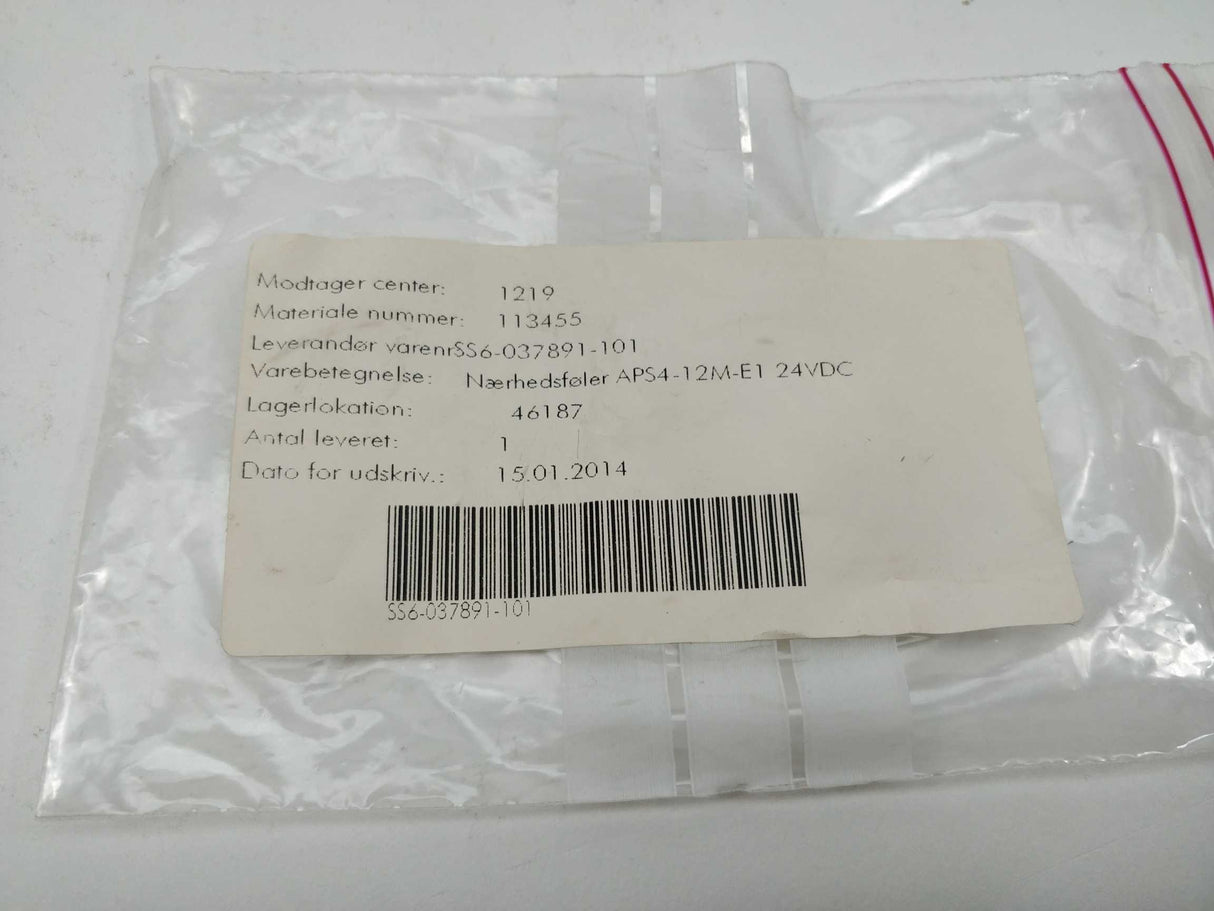 Modtager center: 1219
Materiale nummer: 113455
Leverandør varenrSS6-037891-101
Varebetegnelse: Nærhedsføler APS4-12M-E1 24VDC
Lagerlokation: 46187
Antal leveret: 1
Dato for udskriv.: 15.01.2014
SS6-037891-101